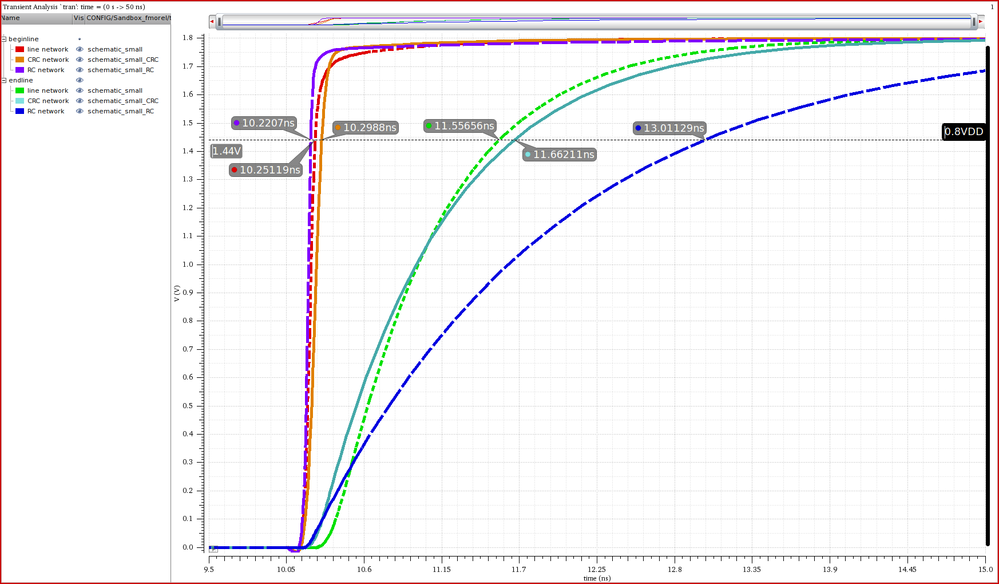 Transient Analysis `tran': time = (0 s -> 50 ns)
1
Name Vis CONFIG/Sandbox_fmorel/t
beginline
line network schematic_small
CRC network schematic_small_CRC
RC network schematic_small_RC
endline
line network schematic_small
CRC network schematic_small_CRC
RC network schematic_small_RC
V (V)
1.8
1.7
1.6
1.5
1.4
1.3
1.2
1.1
1.0
0.9
0.8
0.7
0.6
0.5
0.4
0.3
0.2
0.1
0.0
10.2207ns
10.2988ns
11.55656ns
13.01129ns
0.8VDD
1.44V
11.66211ns
10.25119ns
9.5 10.05 10.6 11.15 11.7 12.25 12.8 13.35 13.9 14.45 15.0
time (ns)